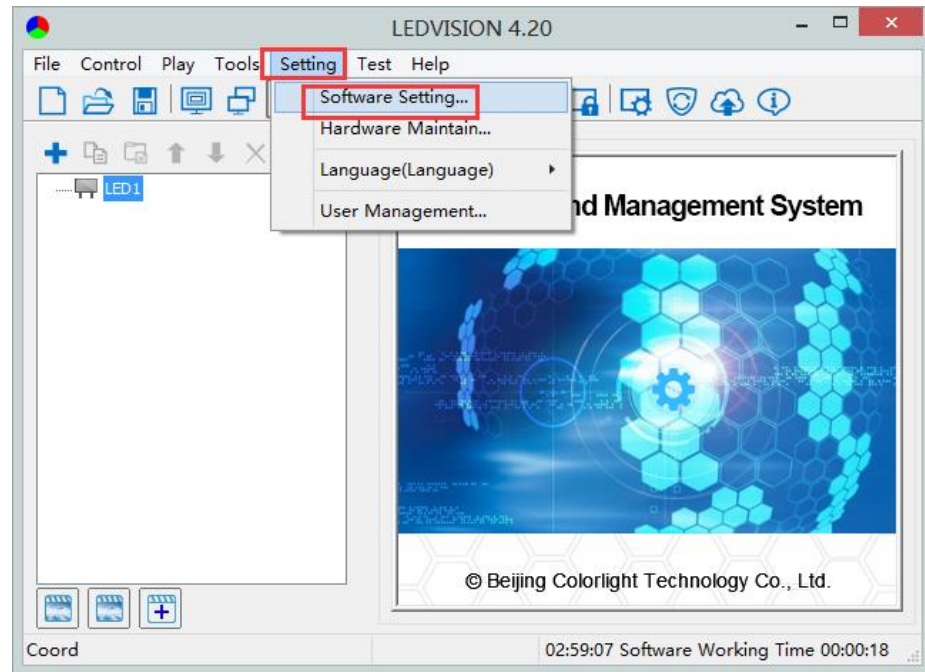 LEDVISION 4.20
File Control Play Tools Setting Test Help
Software Setting...
Hardware Maintain...
Language(Language)
User Management...
LED1
nd Management System
© Beijing Colorlight Technology Co., Ltd.
Coord
02:59:07 Software Working Time 00:00:18